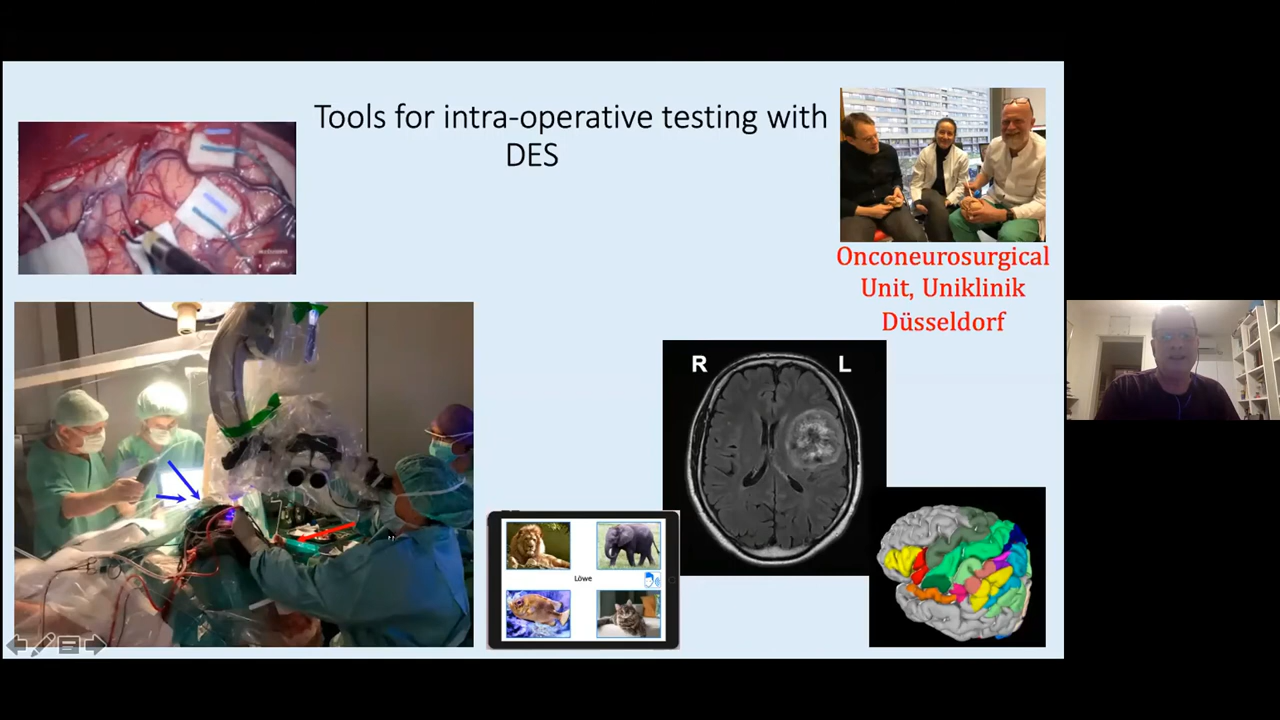 Tools for intra-operative testing with
DES
Onconeurosurgical
Unit, Uniklinik
Düsseldorf
R
L
Löwe